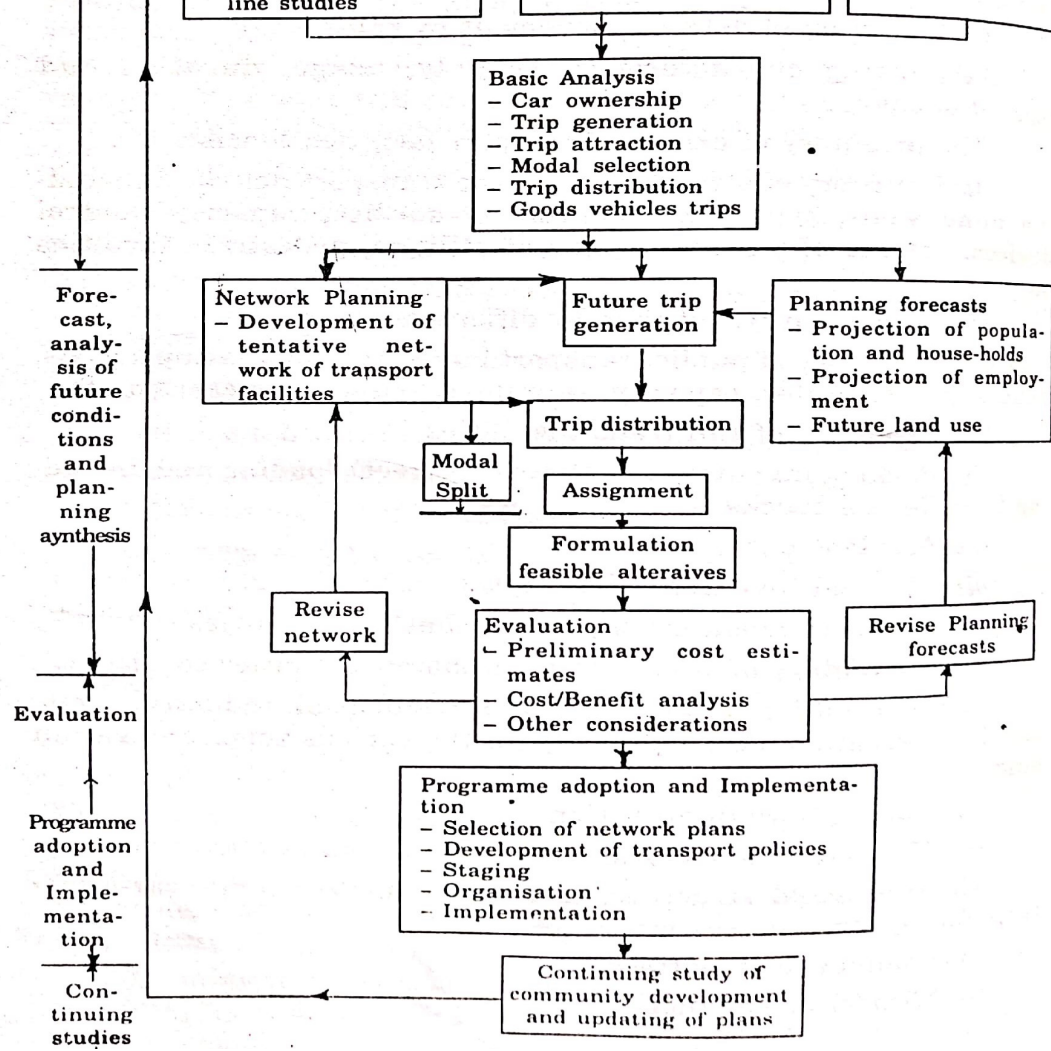 line studies
Basic Analysis
– Car ownership
– Trip generation
– Trip attraction
– Modal selection
– Trip distribution
– Goods vehicles trips
Fore-
cast,
analy-
sis of
future
condi-
tions
and
plan-
ning
aynthesis
Network Planning
– Development of
tentative net-
work of transport
facilities
Future trip
generation
Planning forecasts
– Projection of popula-
tion and house-holds
– Projection of employ-
ment
– Future land use
Trip distribution
Modal
Split
Assignment
Formulation
feasible alteraives
Revise
network
Evaluation
– Preliminary cost esti-
mates
– Cost/Benefit analysis
– Other considerations
Revise Planning
forecasts
Evaluation
Programme
adoption
and
Imple-
menta-
tion
Programme adoption and Implementa-
tion
– Selection of network plans
– Development of transport policies
– Staging
– Organisation
– Implementation
Con-
tinuing
studies
Continuing study of
community development
and updating of plans